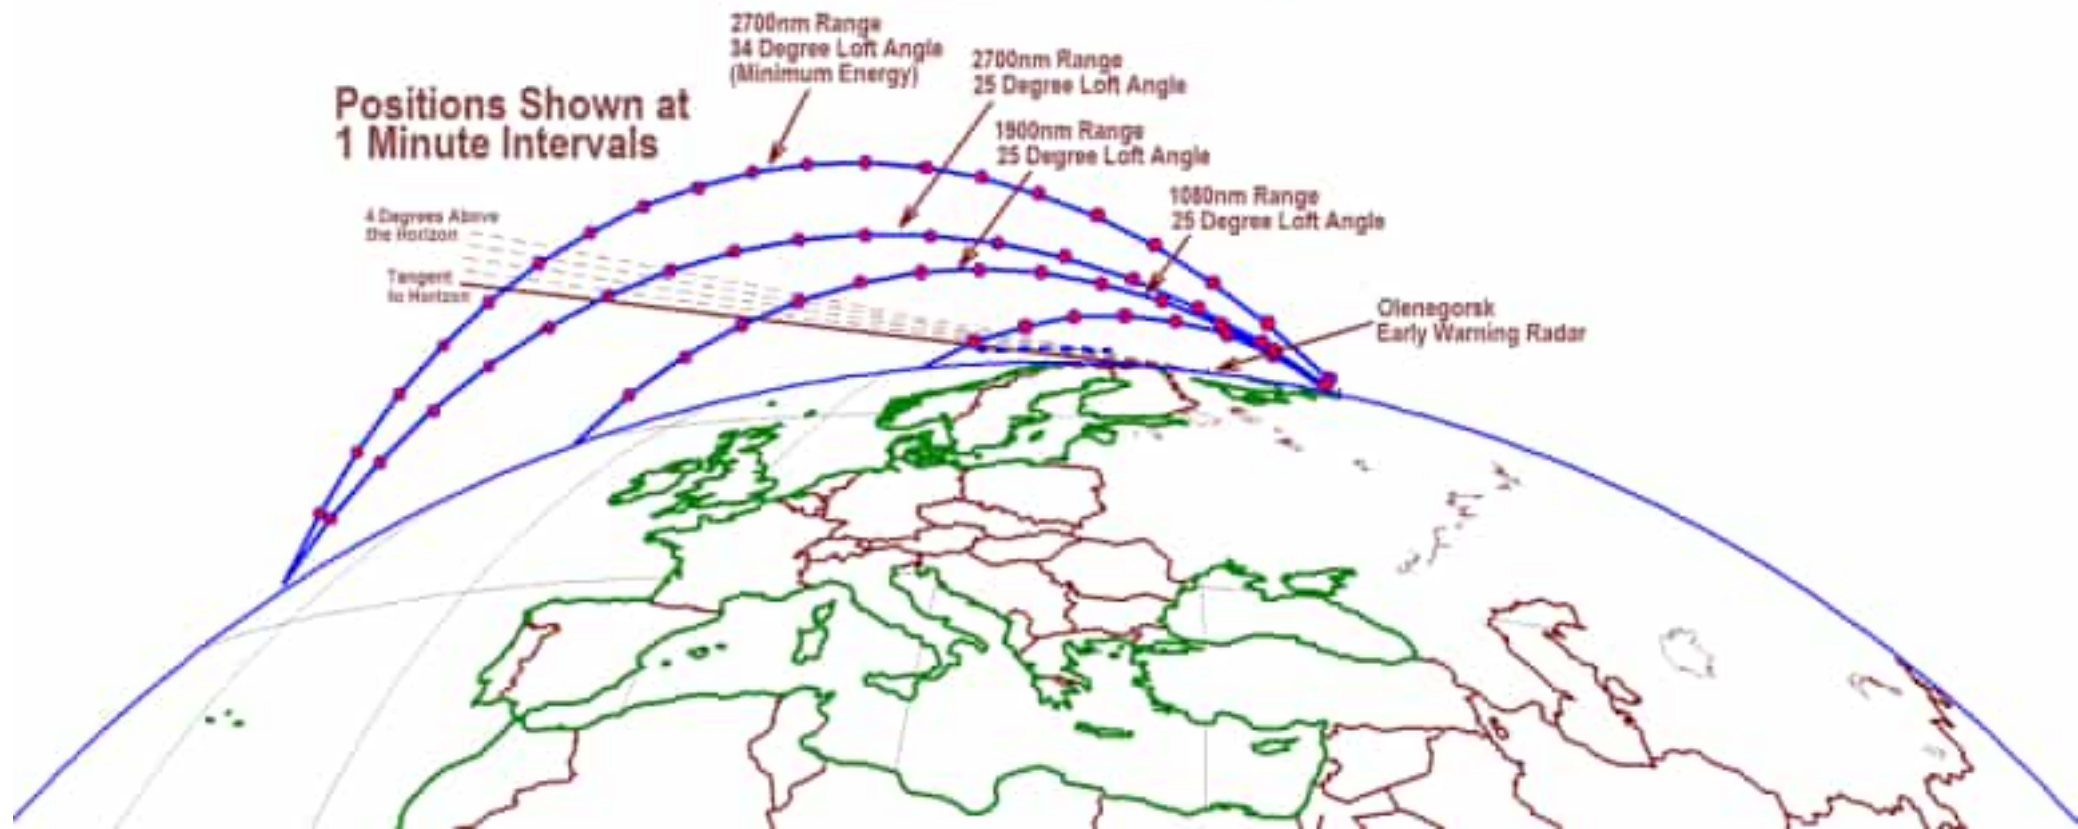 2700nm Range
34 Degree Loft Angle
(Minimum Energy)
2700nm Range
25 Degree Loft Angle
Positions Shown at
1 Minute Intervals
1900nm Range
25 Degree Loft Angle
1080nm Range
25 Degree Loft Angle
4 Degrees Above
the Horizon
Tangent
to Horizon
Olenegorsk
Early Warning Radar